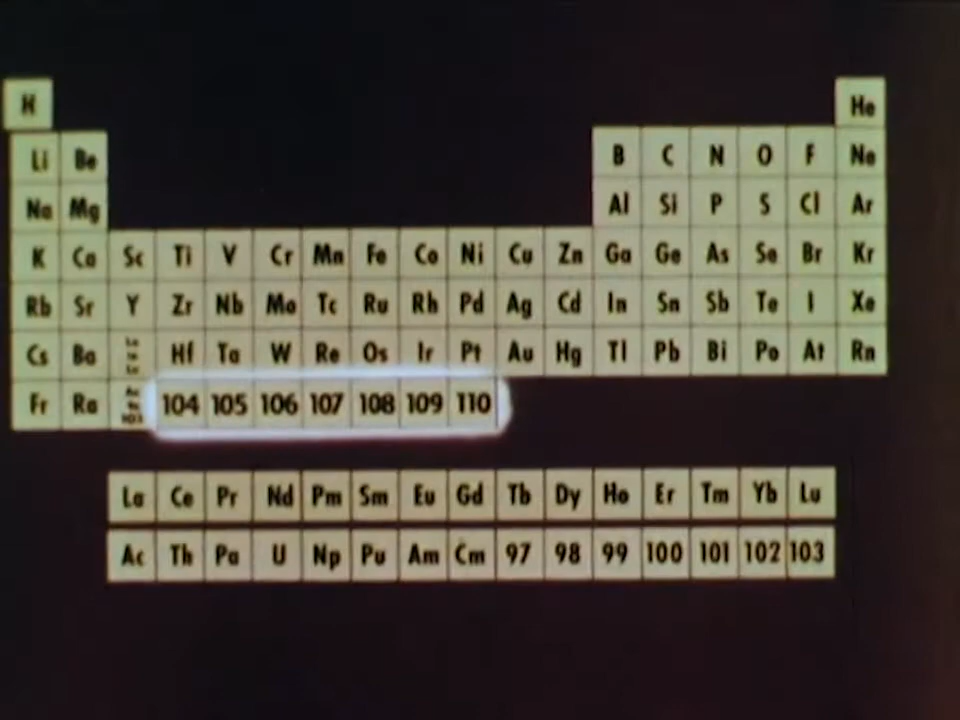 H He
Li Be B C N O F Ne
Na Mg Al Si P S Cl Ar
K Ca Sc Ti V Cr Mn Fe Co Ni Cu Zn Ga Ge As Se Br Kr
Rb Sr Y Zr Nb Mo Tc Ru Rh Pd Ag Cd In Sn Sb Te I Xe
Cs Ba Hf Ta W Re Os Ir Pt Au Hg Tl Pb Bi Po At Rn
Fr Ra 103 104 105 106 107 108 109 110
La Ce Pr Nd Pm Sm Eu Gd Tb Dy Ho Er Tm Yb Lu
Ac Th Pa U Np Pu Am Cm 97 98 99 100 101 102 103